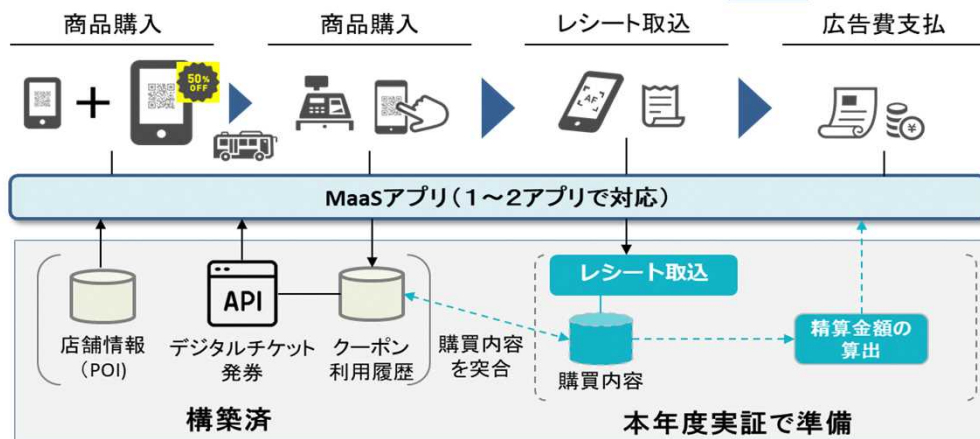 商品購入
商品購入
レシート取込
広告費支払
50%
OFF
AF
¥
MaaSアプリ（1～2アプリで対応）
店舗情報
（POI）
API
デジタルチケット
発券
クーポン
利用履歴
購買内容
を突合
レシート取込
購買内容
精算金額の
算出
構築済
本年度実証で準備